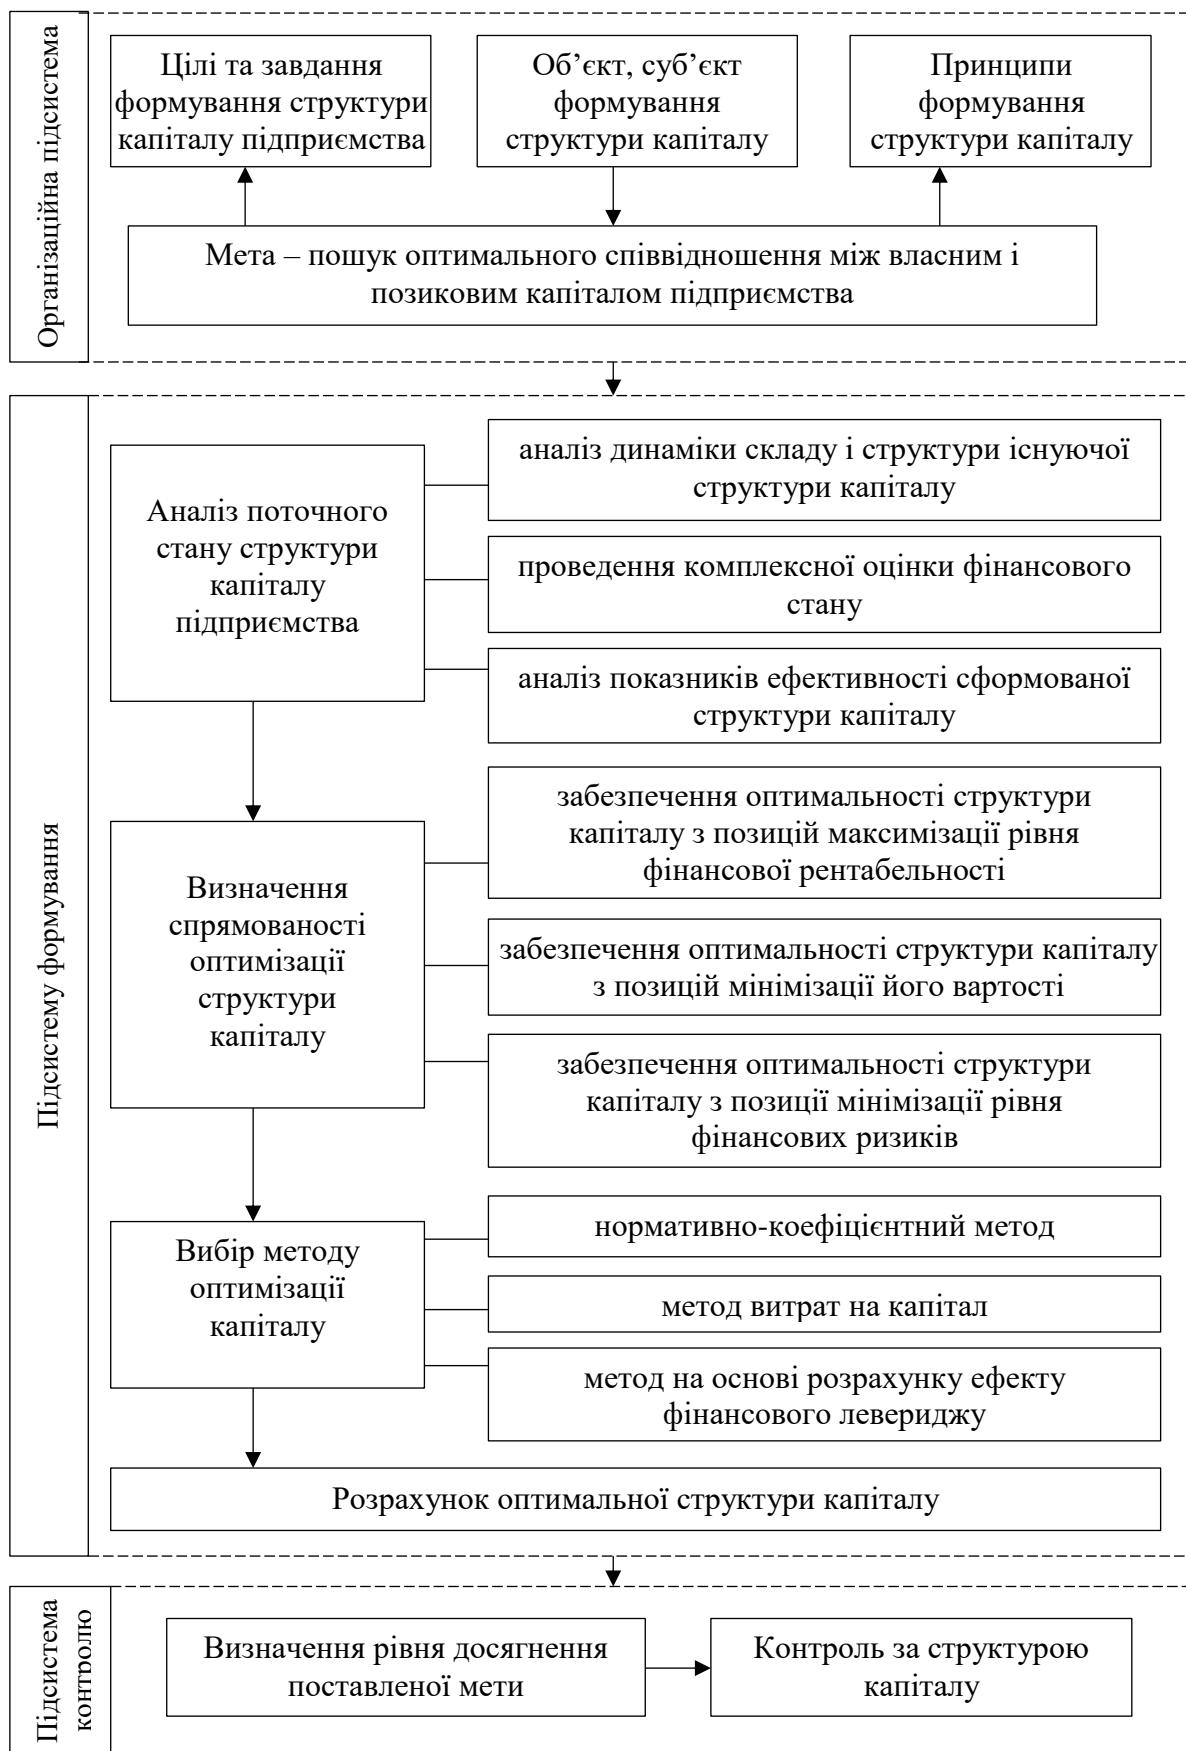 Організаційна підсистема
Цілі та завдання
формування структури
капіталу підприємства
Об’єкт, суб’єкт
формування
структури капіталу
Принципи
формування
структури капіталу
Мета – пошук оптимального співвідношення між власним і
позиковим капіталом підприємства
Підсистему формування
Аналіз поточного
стану структури
капіталу
підприємства
аналіз динаміки складу і структури існуючої
структури капіталу
проведення комплексної оцінки фінансового
стану
аналіз показників ефективності сформованої
структури капіталу
Визначення
спрямованості
оптимізації
структури
капіталу
забезпечення оптимальності структури
капіталу з позицій максимізації рівня
фінансової рентабельності
забезпечення оптимальності структури капіталу
з позицій мінімізації його вартості
забезпечення оптимальності структури
капіталу з позиції мінімізації рівня
фінансових ризиків
Вибір методу
оптимізації
капіталу
нормативно-коефіцієнтний метод
метод витрат на капітал
метод на основі розрахунку ефекту
фінансового левериджу
Розрахунок оптимальної структури капіталу
Підсистема
контролю
Визначення рівня досягнення
поставленої мети
Контроль за структурою
капіталу